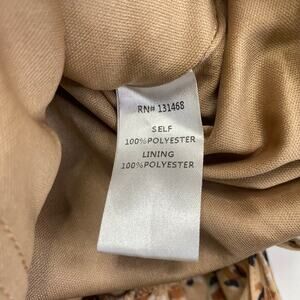 RN# 131468
SELF
100%POLYESTER
LINING
100%POLYESTER